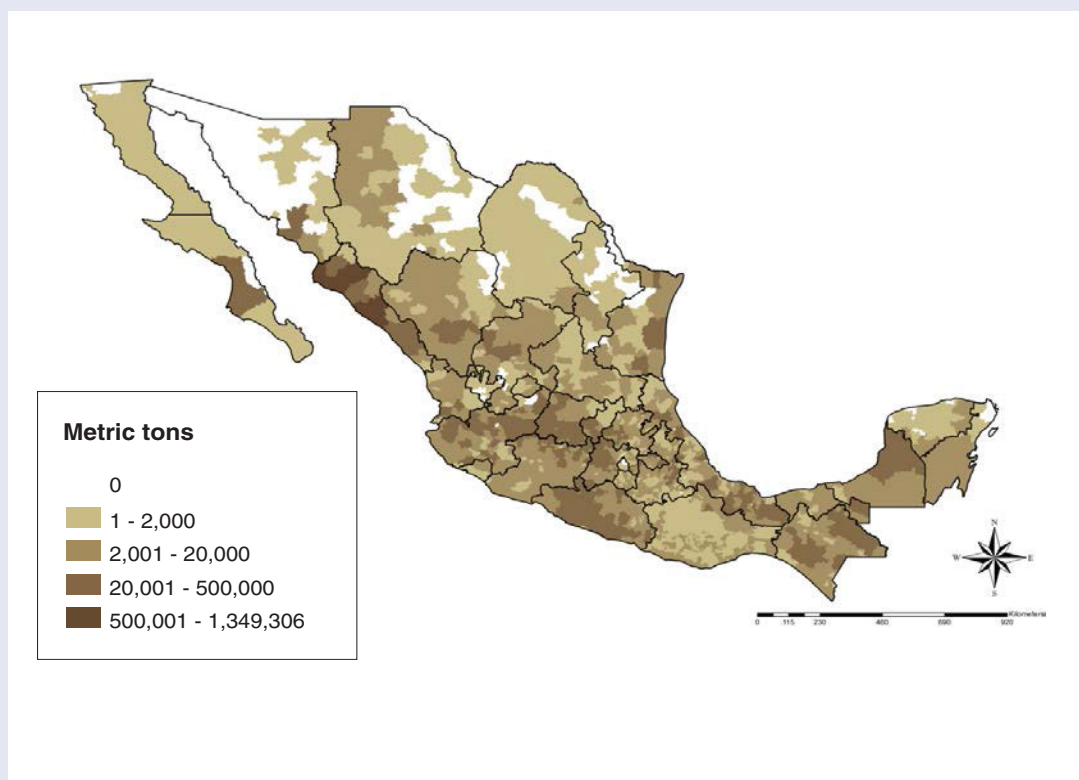 Metric tons
0
1 - 2,000
2,001 - 20,000
20,001 - 500,000
500,001 - 1,349,306
N
W E
S
Kilometers
0 115 230 460 690 920